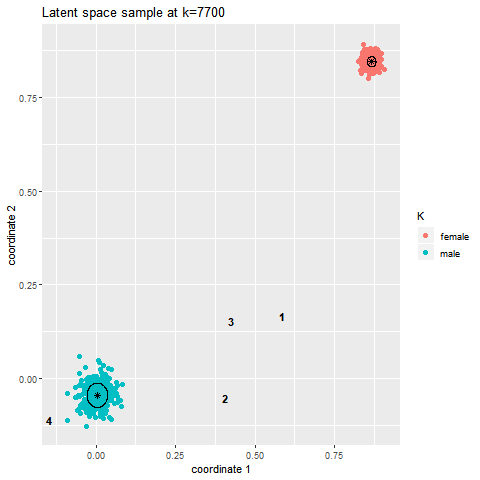 Latent space sample at k=7700
coordinate 2
0.75
0.50
0.25
0.00
0.00
0.25
0.50
0.75
coordinate 1
1
3
2
4
K
female
male